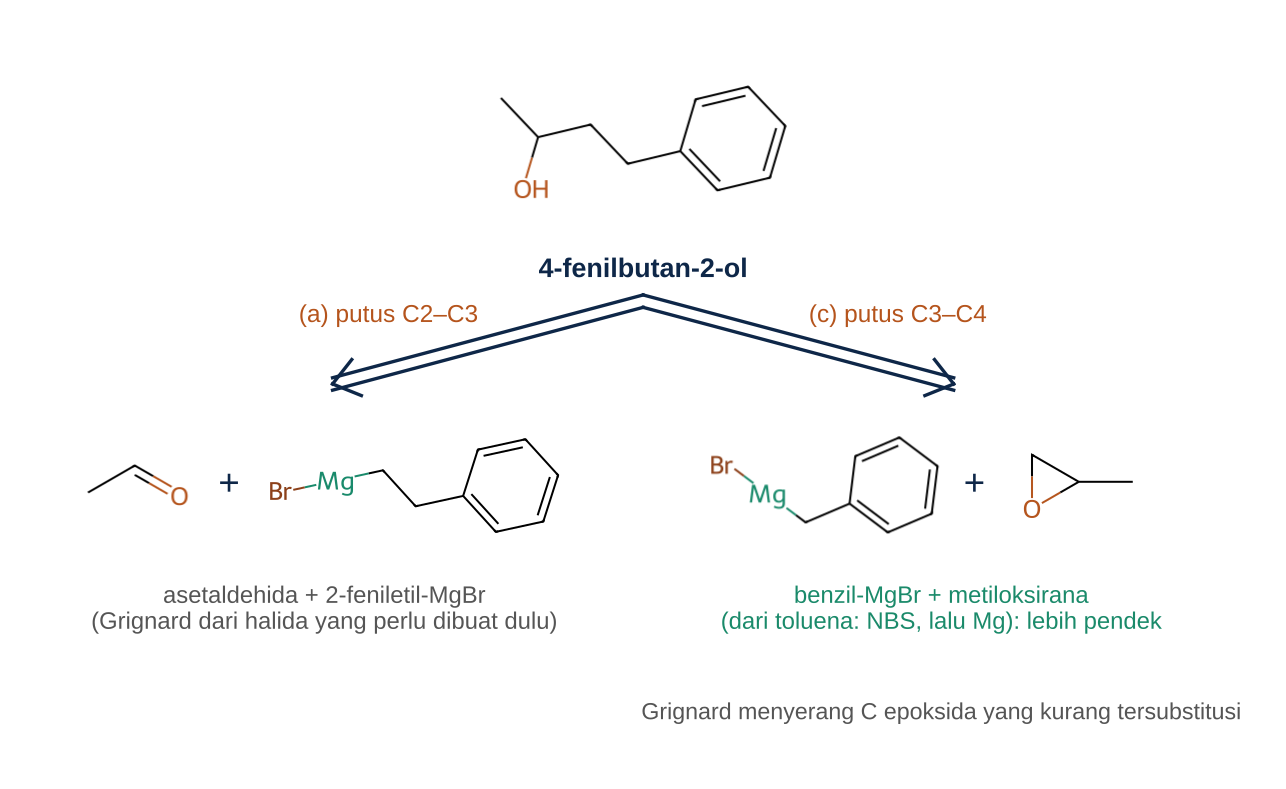 OH
4-fenilbutan-2-ol
(a) putus C2–C3
(c) putus C3–C4
O
+
Br
Mg
Br
Mg
+
O
asetaldehida + 2-feniletil-MgBr
(Grignard dari halida yang perlu dibuat dulu)
benzil-MgBr + metiloksirana
(dari toluena: NBS, lalu Mg): lebih pendek
Grignard menyerang C epoksida yang kurang tersubstitusi